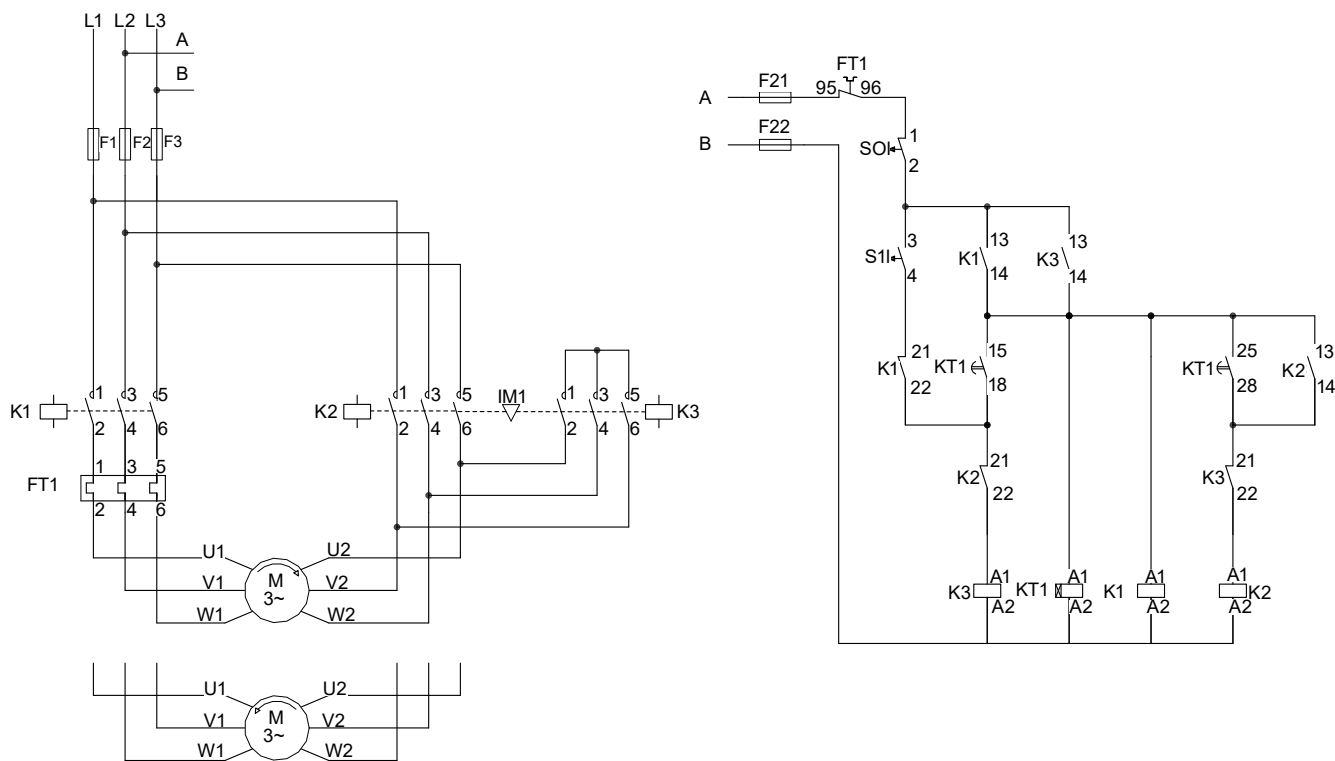 L1 L2 L3
A
B
F1 F2 F3
1 3 5
K1
2 4 6
1 3 5
FT1
2 4 6
1 3 5
K2
2 4 6
IM1
1 3 5
K3
2 4 6
U1 U2
M
3~
V1 V2
W1 W2
U1 U2
M
3~
V1 V2
W1 W2
FT1
F21 95 96
A
F22
B
1
SOI
2
3
S1I
4
13
K1
14
13
K3
14
21
K1
22
15
KT1
18
25
KT1
28
13
K2
14
21
K2
22
21
K3
22
A1
K3
A2
A1
KT1
A2
A1
K1
A2
A1
K2
A2